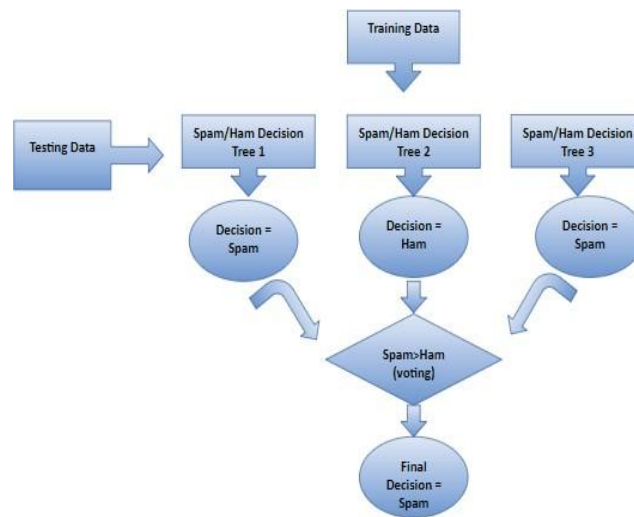 Training Data
Testing Data
Spam/Ham Decision
Tree 1
Spam/Ham Decision
Tree 2
Spam/Ham Decision
Tree 3
Decision =
Spam
Decision =
Ham
Decision =
Spam
Spam>Ham
(voting)
Final
Decision =
Spam